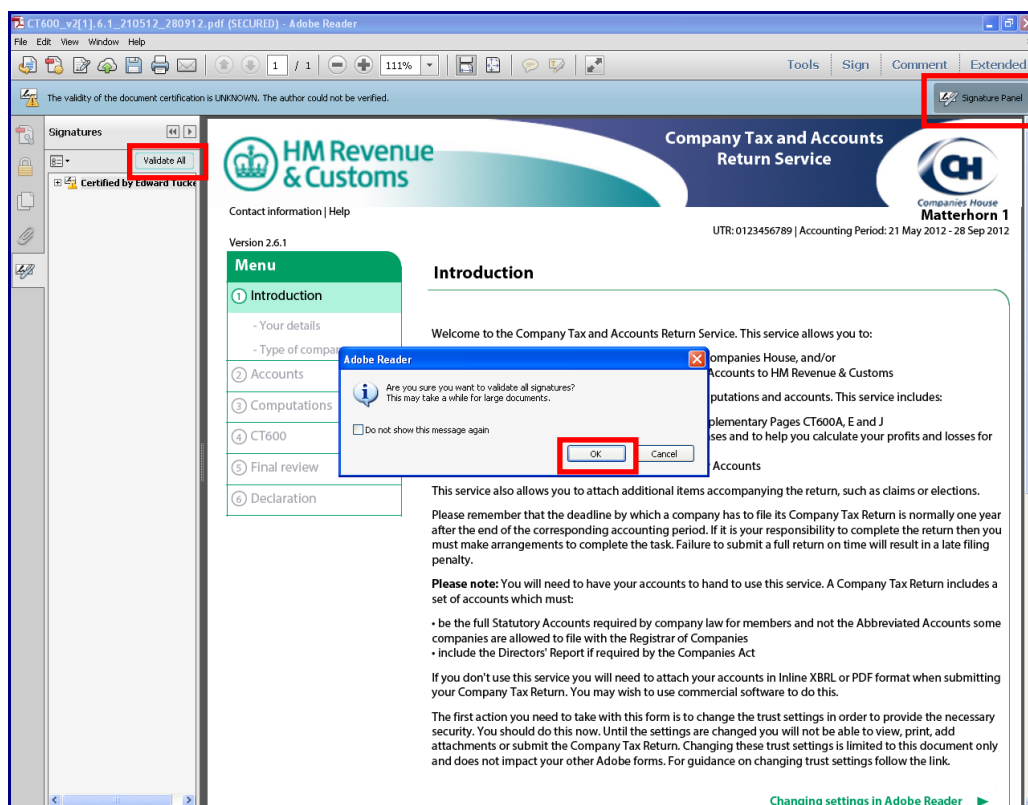 CT600_v2[1].6.1_210512_280912.pdf (SECURED) - Adobe Reader
File Edit View Window Help
1 / 1 111% Tools Sign Comment Extended
The validity of the document certification is UNKNOWN. The author could not be verified.
Signature Panel
Signatures
Validate All
Certified by Edward Tucke
HM Revenue
& Customs
Company Tax and Accounts
Return Service
CH
Companies House
Matterhorn 1
Contact information | Help
UTR: 0123456789 | Accounting Period: 21 May 2012 - 28 Sep 2012
Version 2.6.1
Menu
1 Introduction
- Your details
- Type of compan
2 Accounts
3 Computations
4 CT600
5 Final review
6 Declaration
Introduction
Welcome to the Company Tax and Accounts Return Service. This service allows you to:
ompanies House, and/or
Accounts to HM Revenue & Customs
putations and accounts. This service includes:
plementary Pages CT600A, E and J
ses and to help you calculate your profits and losses for
Accounts
Adobe Reader
Are you sure you want to validate all signatures?
This may take a while for large documents.
Do not show this message again
OK Cancel
This service also allows you to attach additional items accompanying the return, such as claims or elections.
Please remember that the deadline by which a company has to file its Company Tax Return is normally one year
after the end of the corresponding accounting period. If it is your responsibility to complete the return then you
must make arrangements to complete the task. Failure to submit a full return on time will result in a late filing
penalty.
Please note: You will need to have your accounts to hand to use this service. A Company Tax Return includes a
set of accounts which must:
• be the full Statutory Accounts required by company law for members and not the Abbreviated Accounts some
companies are allowed to file with the Registrar of Companies
• include the Directors' Report if required by the Companies Act
If you don't use this service you will need to attach your accounts in Inline XBRL or PDF format when submitting
your Company Tax Return. You may wish to use commercial software to do this.
The first action you need to take with this form is to change the trust settings in order to provide the necessary
security. You should do this now. Until the settings are changed you will not be able to view, print, add
attachments or submit the Company Tax Return. Changing these trust settings is limited to this document only
and does not impact your other Adobe forms. For guidance on changing trust settings follow the link.
Changing settings in Adobe Reader